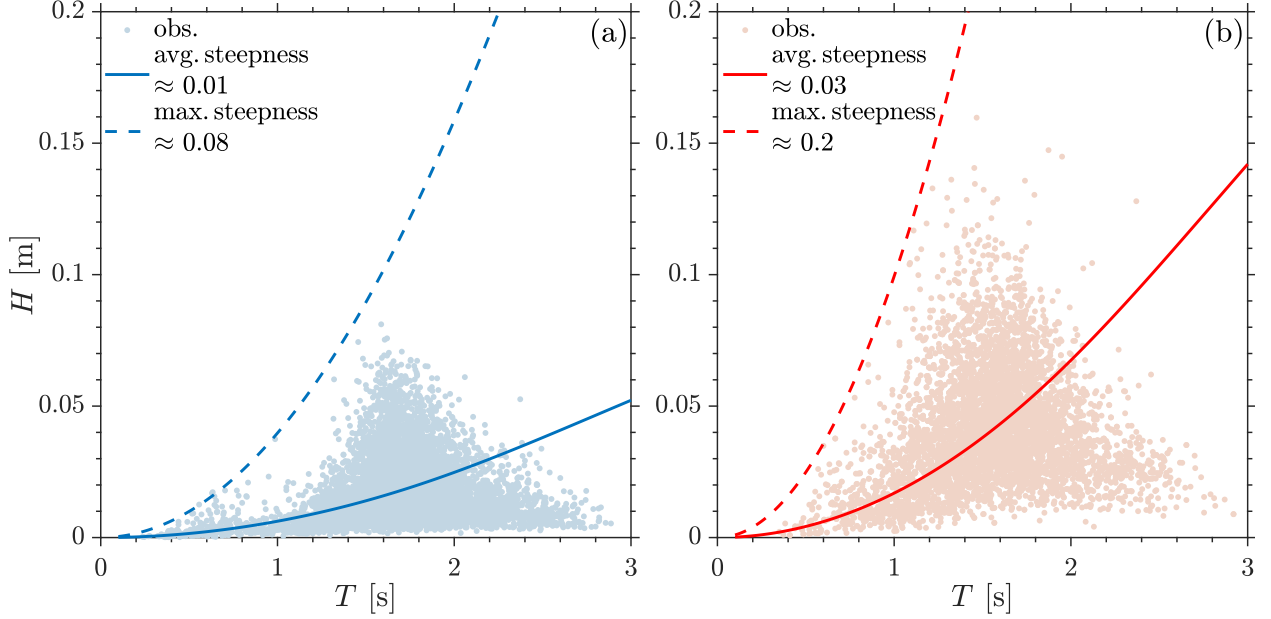 0.2
0.15
0.1
0.05
0
H [m]
obs.
avg. steepness
≈ 0.01
max. steepness
≈ 0.08
(a)
0
1
2
3
T [s]
0.2
0.15
0.1
0.05
0
obs.
avg. steepness
≈ 0.03
max. steepness
≈ 0.2
(b)
0
1
2
3
T [s]